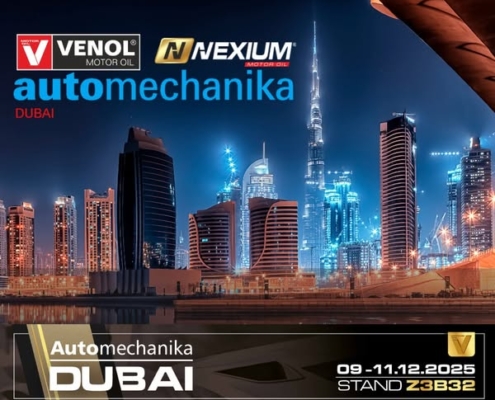 VENOL®
MOTOR OIL
NEXIUM®
MOTOR OIL
automechanika
DUBAI
Automechanika
DUBAI
09-11.12.2025
STAND Z3B32